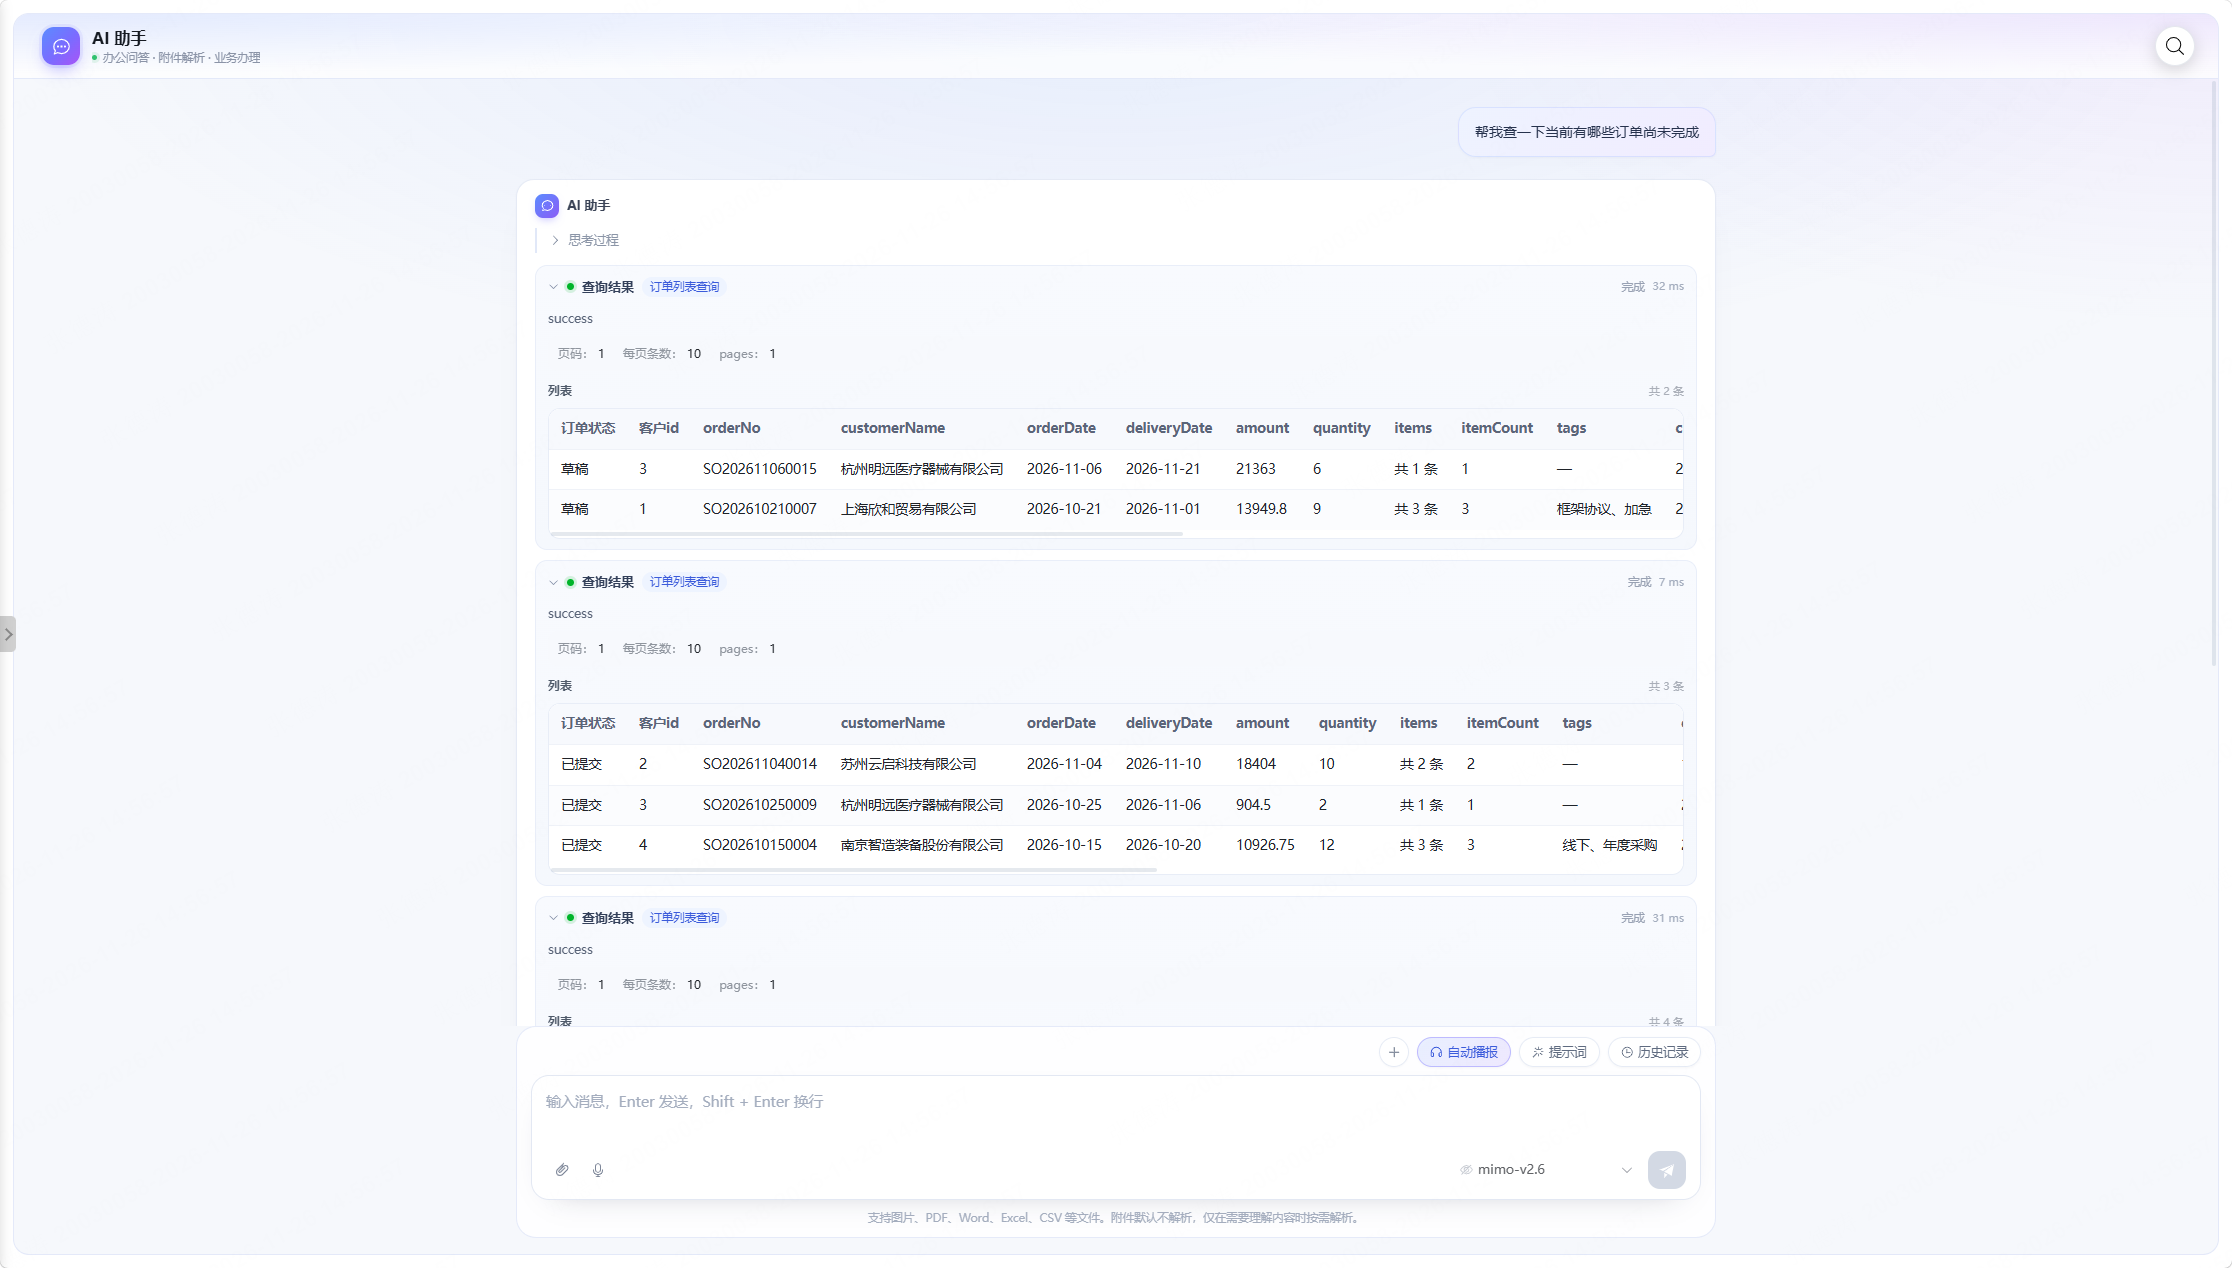 AI 助手
办公问答 · 附件解析 · 业务办理
帮我查一下当前有哪些订单尚未完成
AI 助手
思考过程
查询结果 订单列表查询 完成 32 ms
success
页码： 1 每页条数： 10 pages： 1
列表 共 2 条
订单状态 客户id orderNo customerName orderDate deliveryDate amount quantity items itemCount tags c
草稿 3 SO202611060015 杭州明远医疗器械有限公司 2026-11-06 2026-11-21 21363 6 共 1 条 1 — 2
草稿 1 SO202610210007 上海欣和贸易有限公司 2026-10-21 2026-11-01 13949.8 9 共 3 条 3 框架协议、加急 2
查询结果 订单列表查询 完成 7 ms
success
页码： 1 每页条数： 10 pages： 1
列表 共 3 条
订单状态 客户id orderNo customerName orderDate deliveryDate amount quantity items itemCount tags
已提交 2 SO202611040014 苏州云启科技有限公司 2026-11-04 2026-11-10 18404 10 共 2 条 2 —
已提交 3 SO202610250009 杭州明远医疗器械有限公司 2026-10-25 2026-11-06 904.5 2 共 1 条 1 —
已提交 4 SO202610150004 南京智造装备股份有限公司 2026-10-15 2026-10-20 10926.75 12 共 3 条 3 线下、年度采购
查询结果 订单列表查询 完成 31 ms
success
页码： 1 每页条数： 10 pages： 1
列表 共 4 条
自动播报 提示词 历史记录
输入消息，Enter 发送，Shift + Enter 换行
mimo-v2.6
支持图片、PDF、Word、Excel、CSV 等文件。附件默认不解析，仅在需要理解内容时按需解析。